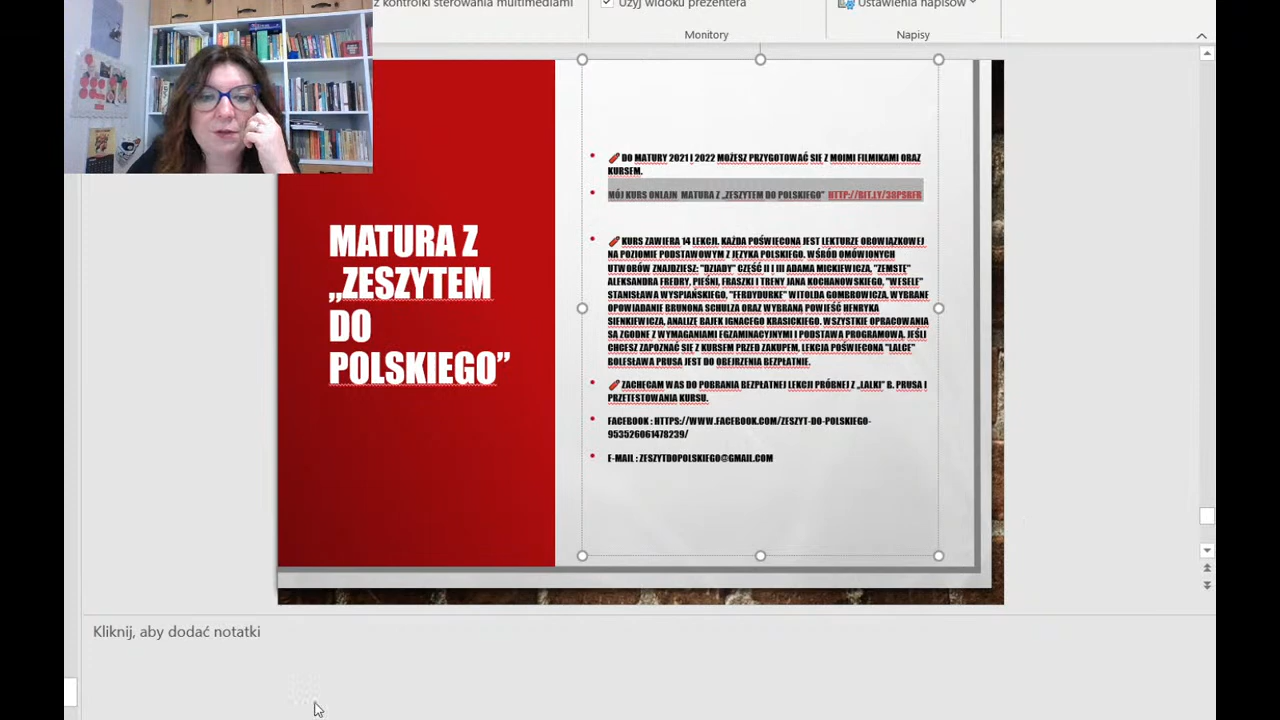 z kontrolki sterowania multimediami
Użyj widoku prezentera
Ustawienia napisów
Monitory
Napisy
MATURA Z
„ZESZYTEM
DO
POLSKIEGO”
DO MATURY 2021 I 2022 MOŻESZ PRZYGOTOWAĆ SIĘ Z MOIMI FILMIKAMI ORAZ
KURSEM.
MÓJ KURS ONLAJN MATURA Z „ZESZYTEM DO POLSKIEGO” HTTP://BIT.LY/38PSRFR
KURS ZAWIERA 14 LEKCJI. KAŻDA POŚWIĘCONA JEST LEKTURZE OBOWIĄZKOWEJ
NA POZIOMIE PODSTAWOWYM Z JĘZYKA POLSKIEGO. WŚRÓD OMÓWIONYCH
UTWORÓW ZNAJDZIESZ: "DZIADY" CZĘŚĆ II I III ADAMA MICKIEWICZA, "ZEMSTĘ"
ALEKSANDRA FREDRY, PIEŚNI, FRASZKI I TRENY JANA KOCHANOWSKIEGO, "WESELE"
STANISŁAWA WYSPIAŃSKIEGO, "FERDYDURKE" WITOLDA GOMBROWICZA, WYBRANE
OPOWIADANIE BRUNONA SCHULZA ORAZ WYBRANĄ POWIEŚĆ HENRYKA
SIENKIEWICZA, ANALIZĘ BAJEK IGNACEGO KRASICKIEGO. WSZYSTKIE OPRACOWANIA
SĄ ZGODNE Z WYMAGANIAMI EGZAMINACYJNYMI I PODSTAWĄ PROGRAMOWĄ. JEŚLI
CHCESZ ZAPOZNAĆ SIĘ Z KURSEM PRZED ZAKUPEM, LEKCJA POŚWIĘCONA "LALCE"
BOLESŁAWA PRUSA JEST DO OBEJRZENIA BEZPŁATNIE.
ZACHĘCAM WAS DO POBRANIA BEZPŁATNEJ LEKCJI PRÓBNEJ Z „LALKI” B. PRUSA I
PRZETESTOWANIA KURSU.
FACEBOOK : HTTPS://WWW.FACEBOOK.COM/ZESZYT-DO-POLSKIEGO-
953526061478239/
E-MAIL : ZESZYTDOPOLSKIEGO@GMAIL.COM
Kliknij, aby dodać notatki